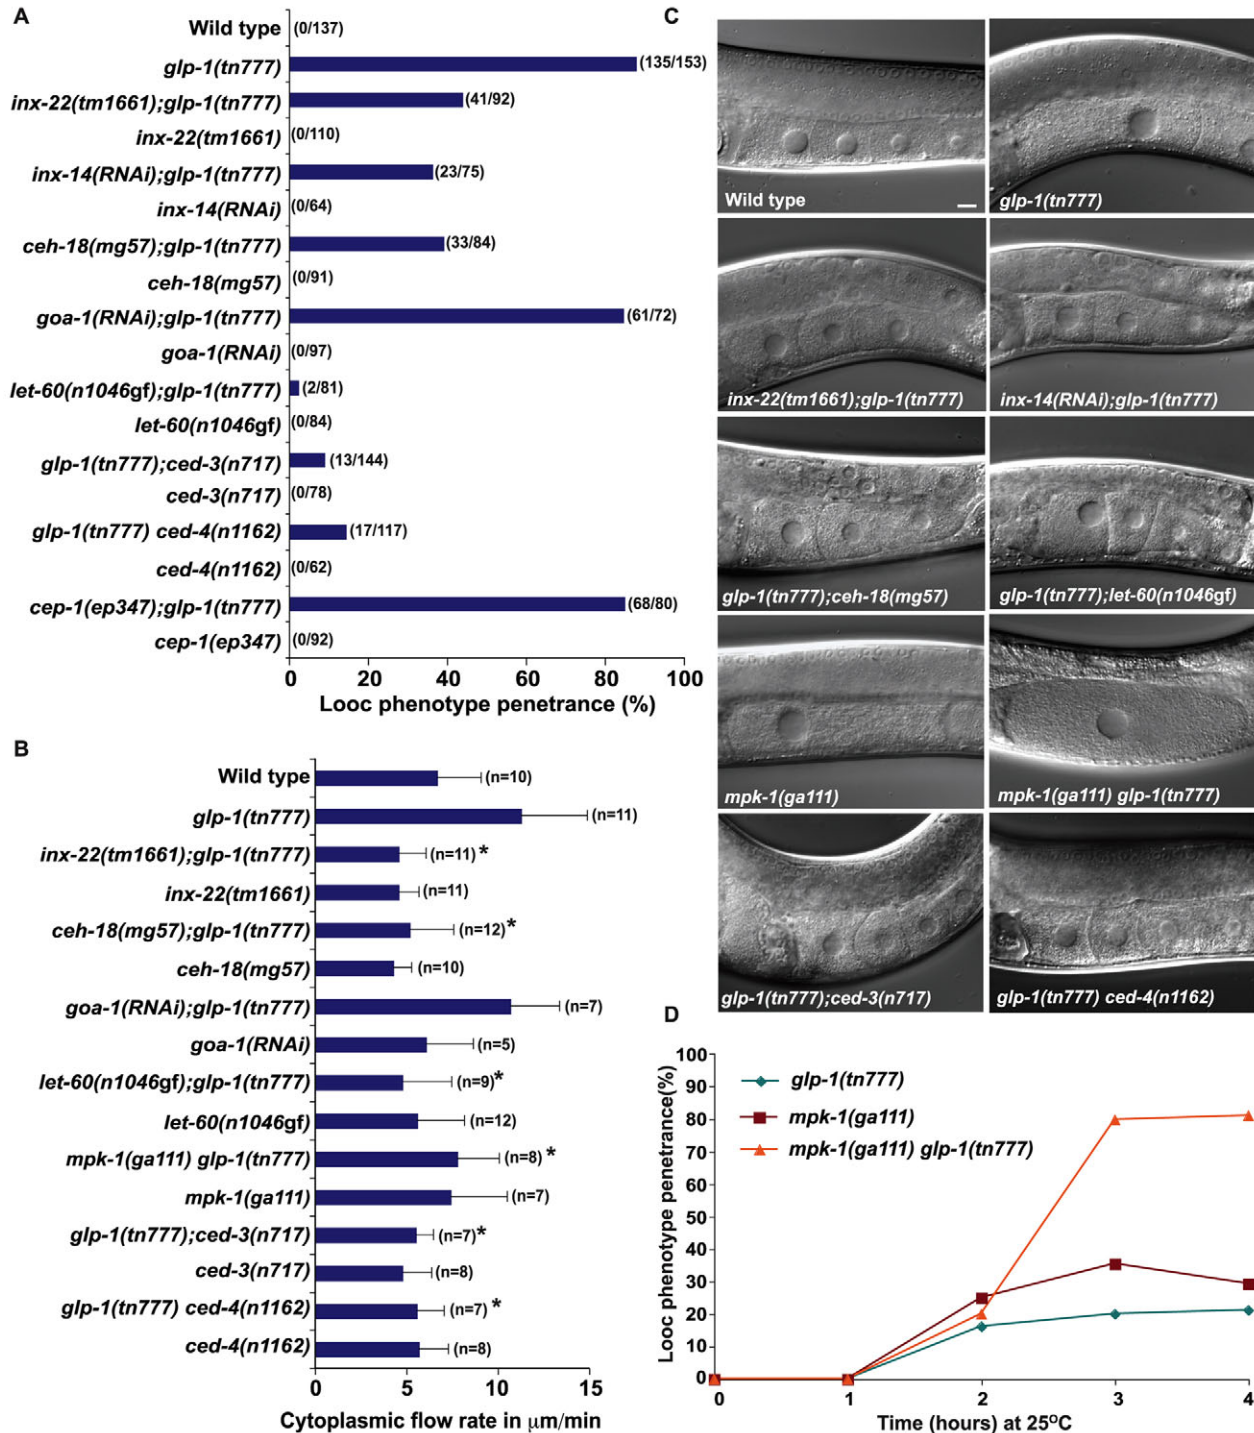 A
Wild type (0/137)
glp-1(tn777) (135/153)
inx-22(tm1661);glp-1(tn777) (41/92)
inx-22(tm1661) (0/110)
inx-14(RNAi);glp-1(tn777) (23/75)
inx-14(RNAi) (0/64)
ceh-18(mg57);glp-1(tn777) (33/84)
ceh-18(mg57) (0/91)
goa-1(RNAi);glp-1(tn777) (61/72)
goa-1(RNAi) (0/97)
let-60(n1046gf);glp-1(tn777) (2/81)
let-60(n1046gf) (0/84)
glp-1(tn777);ced-3(n717) (13/144)
ced-3(n717) (0/78)
glp-1(tn777) ced-4(n1162) (17/117)
ced-4(n1162) (0/62)
cep-1(ep347);glp-1(tn777) (68/80)
cep-1(ep347) (0/92)
0 20 40 60 80 100
Looc phenotype penetrance (%)
B
Wild type (n=10)
glp-1(tn777) (n=11)
inx-22(tm1661);glp-1(tn777) (n=11) *
inx-22(tm1661) (n=11)
ceh-18(mg57);glp-1(tn777) (n=12) *
ceh-18(mg57) (n=10)
goa-1(RNAi);glp-1(tn777) (n=7)
goa-1(RNAi) (n=5)
let-60(n1046gf);glp-1(tn777) (n=9) *
let-60(n1046gf) (n=12)
mpk-1(ga111) glp-1(tn777) (n=8) *
mpk-1(ga111) (n=7)
glp-1(tn777);ced-3(n717) (n=7) *
ced-3(n717) (n=8)
glp-1(tn777) ced-4(n1162) (n=7) *
ced-4(n1162) (n=8)
0 5 10 15
Cytoplasmic flow rate in μm/min
C
Wild type
glp-1(tn777)
inx-22(tm1661);glp-1(tn777)
inx-14(RNAi);glp-1(tn777)
glp-1(tn777);ceh-18(mg57)
glp-1(tn777);let-60(n1046gf)
mpk-1(ga111)
mpk-1(ga111) glp-1(tn777)
glp-1(tn777);ced-3(n717)
glp-1(tn777) ced-4(n1162)
D
Looc phenotype penetrance(%)
100
90
80
70
60
50
40
30
20
10
0
glp-1(tn777)
mpk-1(ga111)
mpk-1(ga111) glp-1(tn777)
0 1 2 3 4
Time (hours) at 25ºC